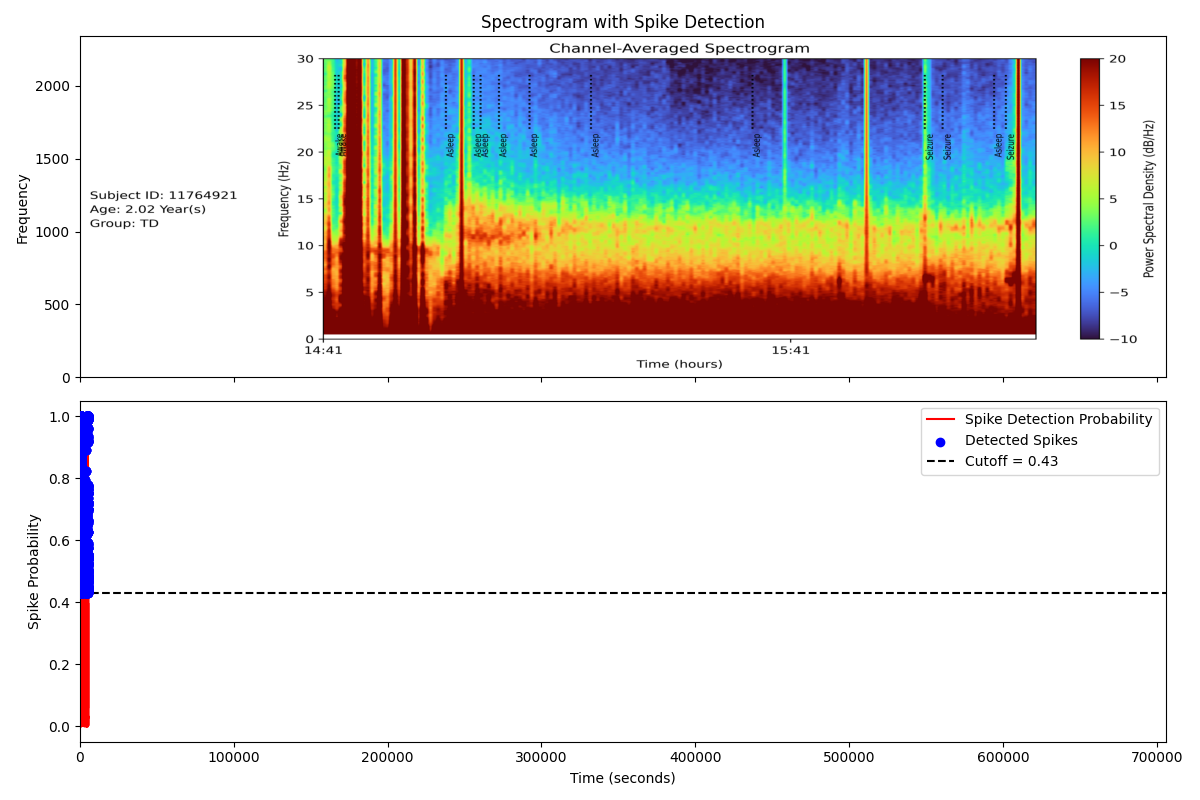 Spectrogram with Spike Detection
Channel-Averaged Spectrogram
Frequency
2000
1500
1000
500
0
Subject ID: 11764921
Age: 2.02 Year(s)
Group: TD
Frequency (Hz)
30
25
20
15
10
5
0
Asleep
Asleep
Asleep
Asleep
Asleep
Asleep
Asleep
Seizure
Seizure
Asleep
Seizure
14:41
15:41
Time (hours)
20
15
10
5
0
−5
−10
Power Spectral Density (dB/Hz)
Spike Probability
1.0
0.8
0.6
0.4
0.2
0.0
Spike Detection Probability
Detected Spikes
Cutoff = 0.43
0
100000
200000
300000
400000
500000
600000
700000
Time (seconds)